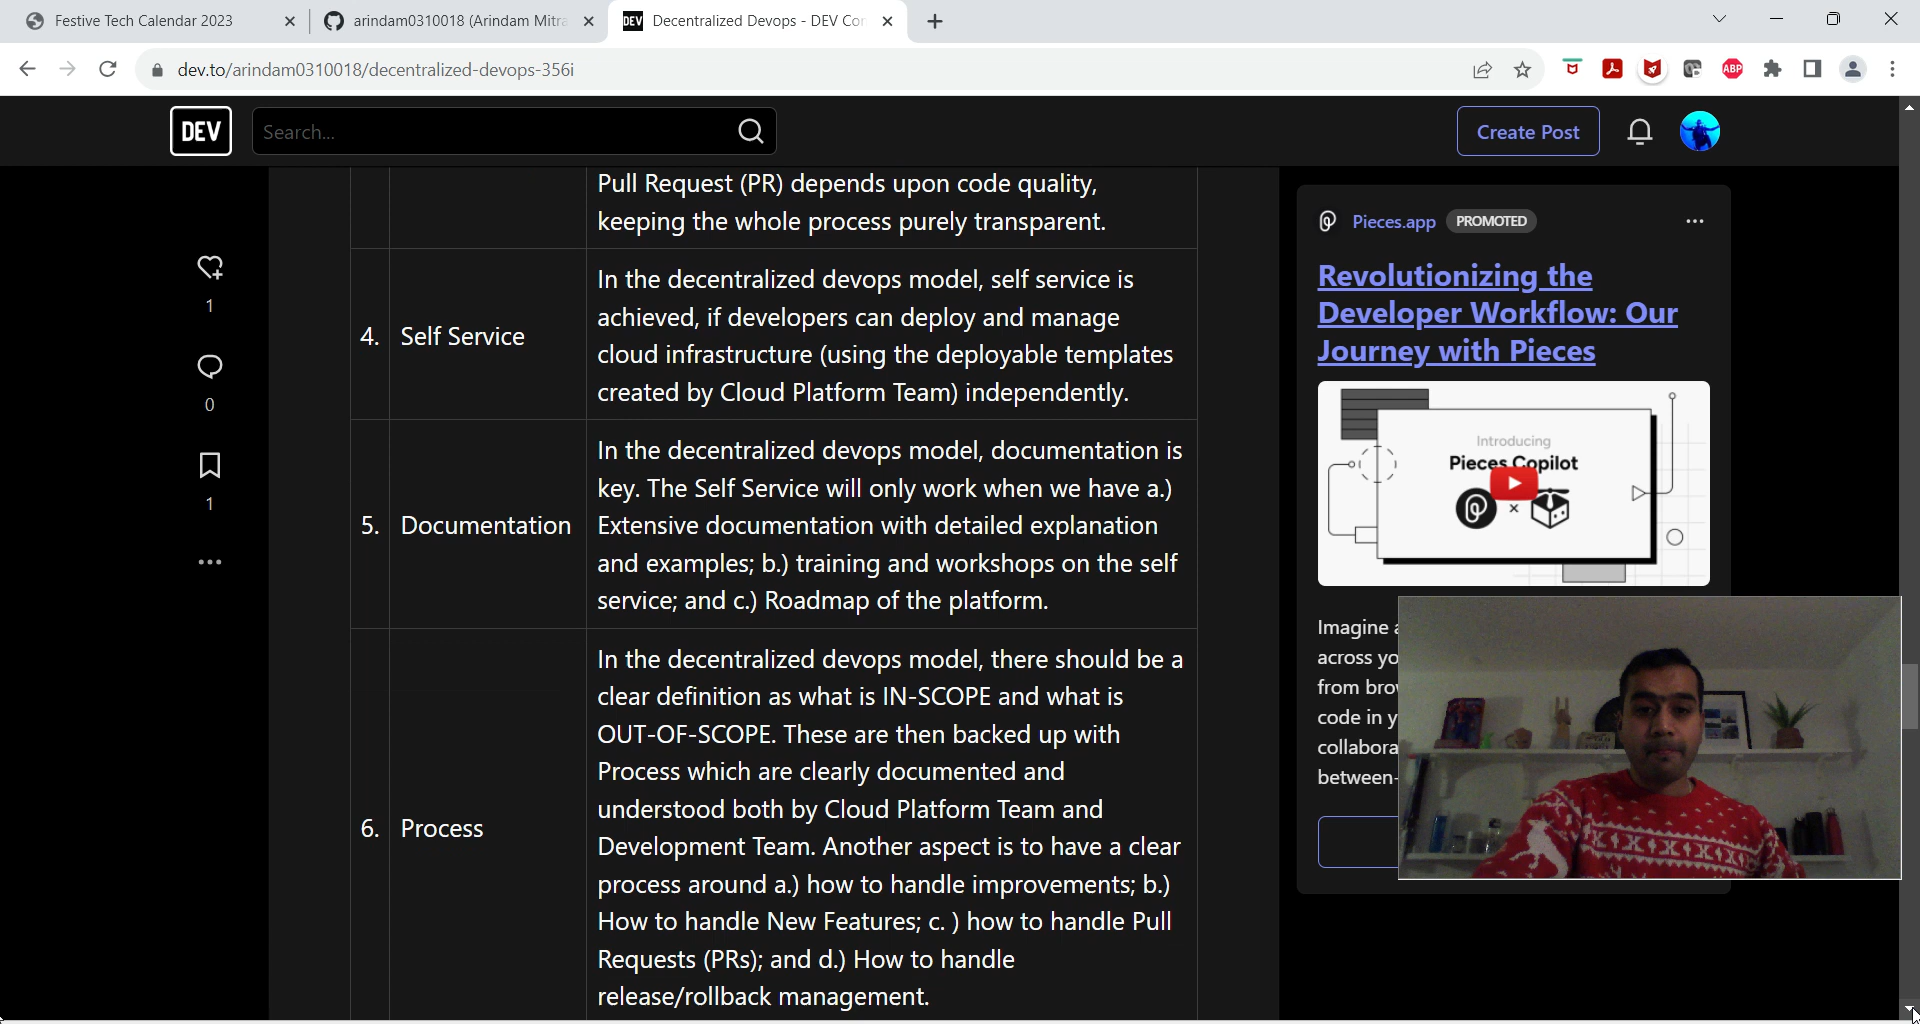 Festive Tech Calendar 2023
arindam0310018 (Arindam Mitra
DEV Decentralized Devops - DEV Com
dev.to/arindam0310018/decentralized-devops-356i
ABP
DEV
Search...
Create Post
Pull Request (PR) depends upon code quality,
keeping the whole process purely transparent.
4. Self Service
In the decentralized devops model, self service is
achieved, if developers can deploy and manage
cloud infrastructure (using the deployable templates
created by Cloud Platform Team) independently.
5. Documentation
In the decentralized devops model, documentation is
key. The Self Service will only work when we have a.)
Extensive documentation with detailed explanation
and examples; b.) training and workshops on the self
service; and c.) Roadmap of the platform.
6. Process
In the decentralized devops model, there should be a
clear definition as what is IN-SCOPE and what is
OUT-OF-SCOPE. These are then backed up with
Process which are clearly documented and
understood both by Cloud Platform Team and
Development Team. Another aspect is to have a clear
process around a.) how to handle improvements; b.)
How to handle New Features; c. ) how to handle Pull
Requests (PRs); and d.) How to handle
release/rollback management.
1
0
1
Pieces.app PROMOTED
Revolutionizing the
Developer Workflow: Our
Journey with Pieces
Introducing
Pieces Copilot
×
Imagine a
across yo
from brow
code in y
collabora
between-